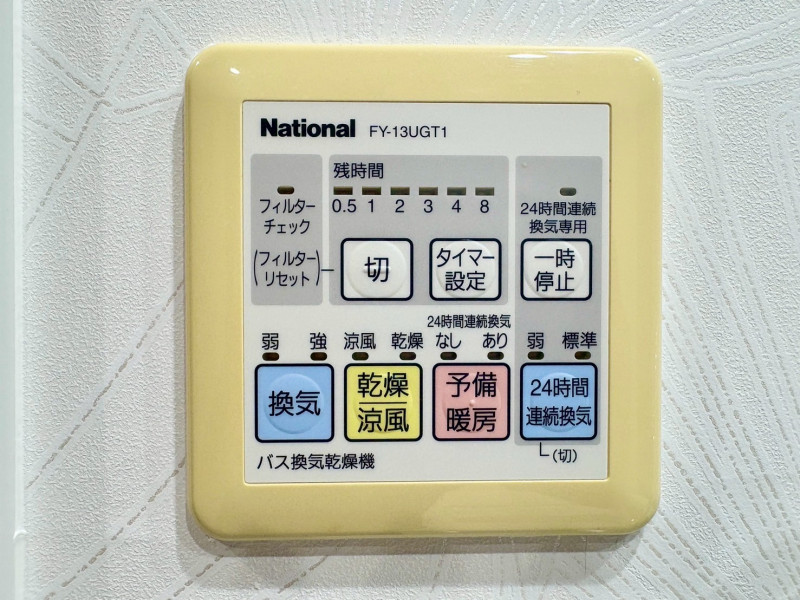 National FY-13UGT1
残時間
0.5 1 2 3 4 8
フィルター
チェック
24時間連続
換気専用
(フィルター
リセット)
切
タイマー
設定
一時
停止
24時間連続換気
弱 強 涼風 乾燥 なし あり 弱 標準
換気
乾燥
涼風
予備
暖房
24時間
連続換気
(切)
バス換気乾燥機